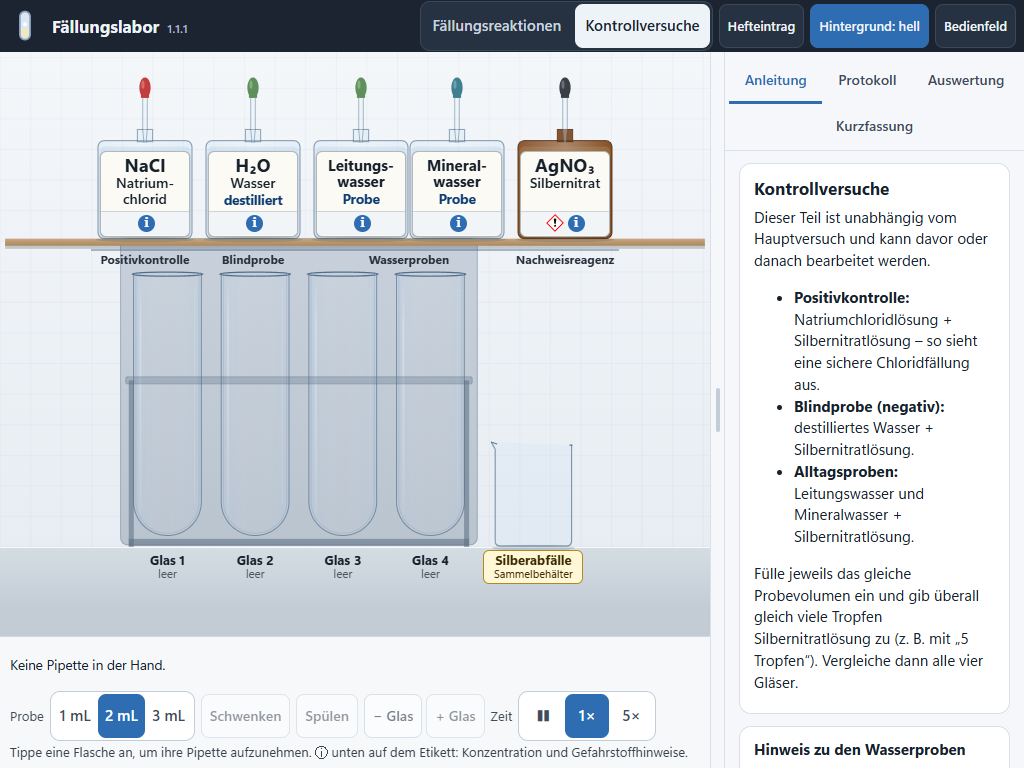 Fällungslabor 1.1.1
Fällungsreaktionen
Kontrollversuche
Hefteintrag
Hintergrund: hell
Bedienfeld
NaCl
Natrium-
chlorid
H₂O
Wasser
destilliert
Leitungs-
wasser
Probe
Mineral-
wasser
Probe
AgNO₃
Silbernitrat
Positivkontrolle
Blindprobe
Wasserproben
Nachweisreagenz
Glas 1
leer
Glas 2
leer
Glas 3
leer
Glas 4
leer
Silberabfälle
Sammelbehälter
Keine Pipette in der Hand.
Probe 1 mL 2 mL 3 mL Schwenken Spülen − Glas + Glas Zeit 1× 5×
Tippe eine Flasche an, um ihre Pipette aufzunehmen. ⓘ unten auf dem Etikett: Konzentration und Gefahrstoffhinweise.
Anleitung
Protokoll
Auswertung
Kurzfassung
Kontrollversuche
Dieser Teil ist unabhängig vom
Hauptversuch und kann davor oder
danach bearbeitet werden.
• Positivkontrolle:
Natriumchloridlösung +
Silbernitratlösung – so sieht
eine sichere Chloridfällung
aus.
• Blindprobe (negativ):
destilliertes Wasser +
Silbernitratlösung.
• Alltagsproben:
Leitungswasser und
Mineralwasser +
Silbernitratlösung.
Fülle jeweils das gleiche
Probevolumen ein und gib überall
gleich viele Tropfen
Silbernitratlösung zu (z. B. mit „5
Tropfen“). Vergleiche dann alle vier
Gläser.
Hinweis zu den Wasserproben